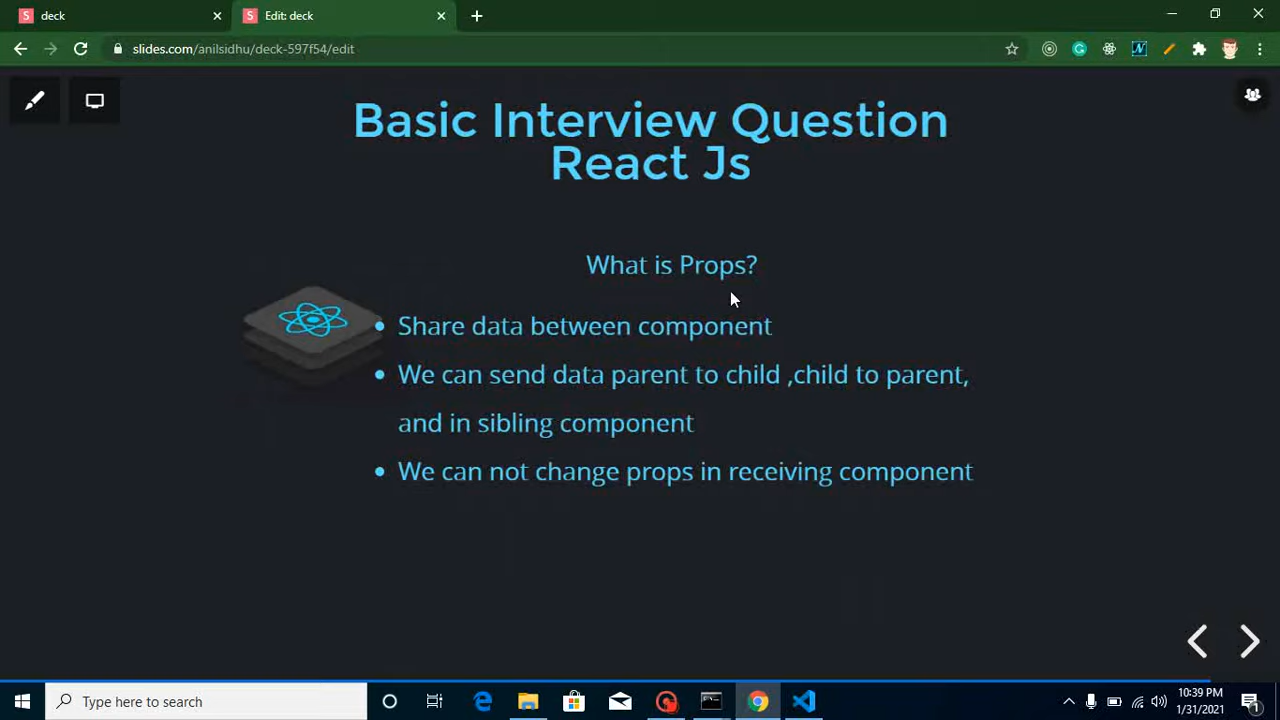 deck
Edit: deck
slides.com/anilsidhu/deck-597f54/edit
Basic Interview Question
React Js
What is Props?
Share data between component
We can send data parent to child ,child to parent,
and in sibling component
We can not change props in receiving component
Type here to search
10:39 PM
1/31/2021